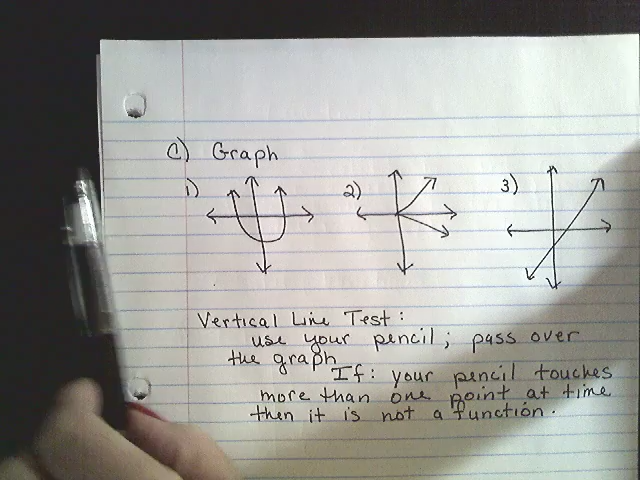 C) Graph
1) 2) 3)
Vertical Line Test:
use your pencil; pass over
the graph
If: your pencil touches
more than one point at time
then it is not a function.